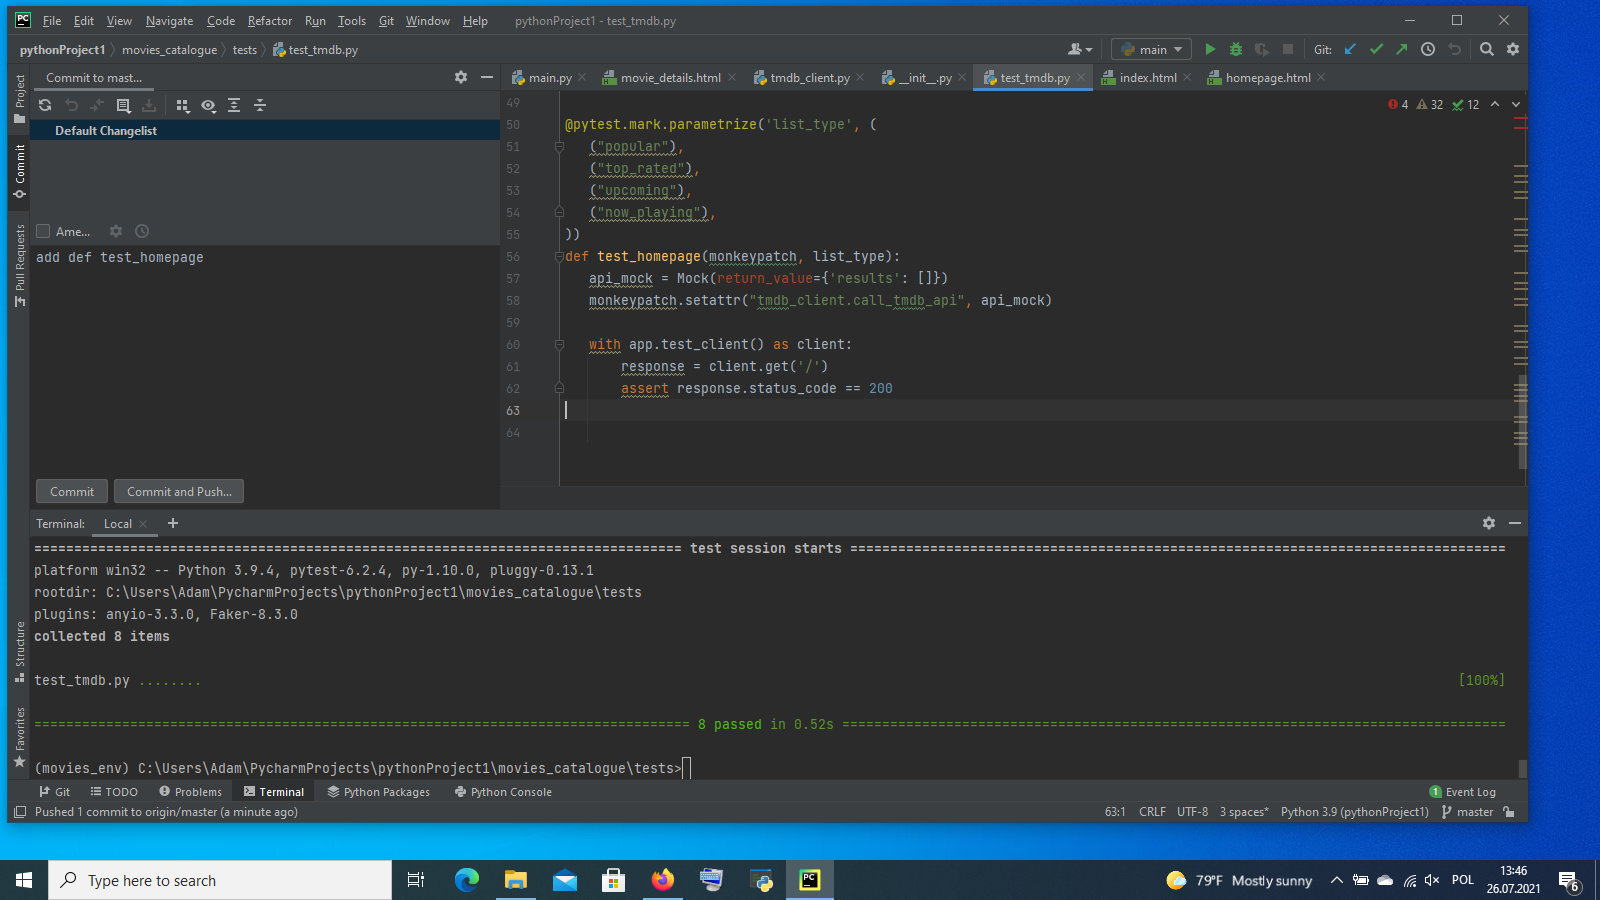 PC File Edit View Navigate Code Refactor Run Tools Git Window Help pythonProject1 - test_tmdb.py
pythonProject1 movies_catalogue tests test_tmdb.py main Git:
Project
Commit
Pull Requests
Structure
Favorites
Commit to mast...
Default Changelist
Ame...
add def test_homepage
Commit Commit and Push...
main.py movie_details.html tmdb_client.py __init__.py test_tmdb.py index.html homepage.html
4 32 12
49
50 @pytest.mark.parametrize('list_type', (
51 ("popular"),
52 ("top_rated"),
53 ("upcoming"),
54 ("now_playing"),
55 ))
56 def test_homepage(monkeypatch, list_type):
57 api_mock = Mock(return_value={'results': []})
58 monkeypatch.setattr("tmdb_client.call_tmdb_api", api_mock)
59
60 with app.test_client() as client:
61 response = client.get('/')
62 assert response.status_code == 200
63
64
Terminal: Local
================================================================================= test session starts ==================================================================================
platform win32 -- Python 3.9.4, pytest-6.2.4, py-1.10.0, pluggy-0.13.1
rootdir: C:\Users\Adam\PycharmProjects\pythonProject1\movies_catalogue\tests
plugins: anyio-3.3.0, Faker-8.3.0
collected 8 items
test_tmdb.py ........ [100%]
================================================================================== 8 passed in 0.52s ===================================================================================
(movies_env) C:\Users\Adam\PycharmProjects\pythonProject1\movies_catalogue\tests>
Git TODO Problems Terminal Python Packages Python Console 1 Event Log
Pushed 1 commit to origin/master (a minute ago) 63:1 CRLF UTF-8 3 spaces* Python 3.9 (pythonProject1) master
Type here to search PC 79°F Mostly sunny POL 13:46
26.07.2021 6